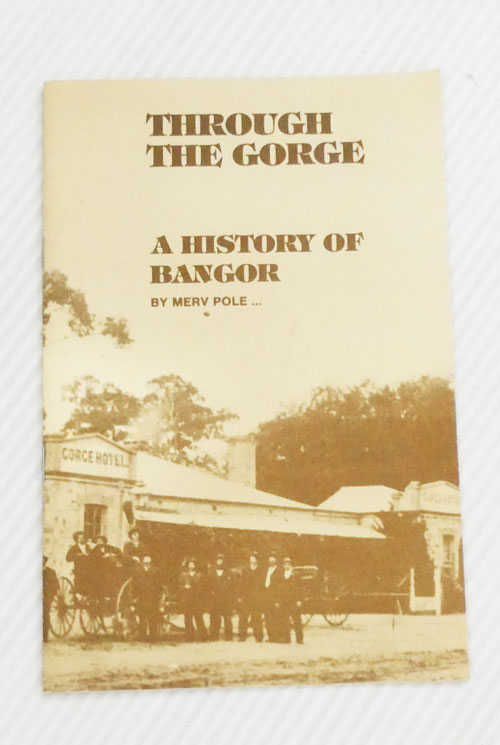 THROUGH
THE GORGE
A HISTORY OF
BANGOR
BY MERV POLE ...
GORGE HOTEL